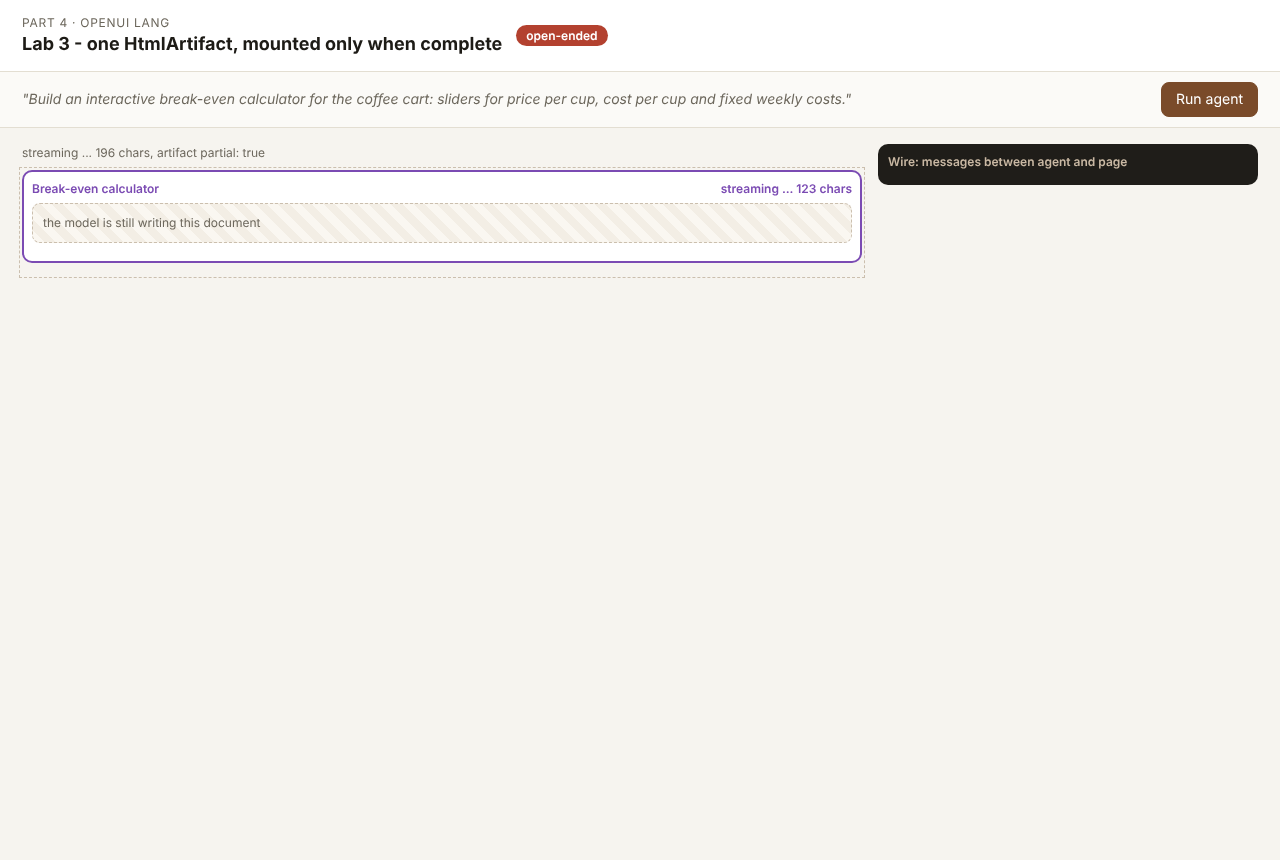 PART 4 · OPENUI LANG
Lab 3 - one HtmlArtifact, mounted only when complete
open-ended
"Build an interactive break-even calculator for the coffee cart: sliders for price per cup, cost per cup and fixed weekly costs."
Run agent
streaming ... 196 chars, artifact partial: true
Break-even calculator
streaming ... 123 chars
the model is still writing this document
Wire: messages between agent and page